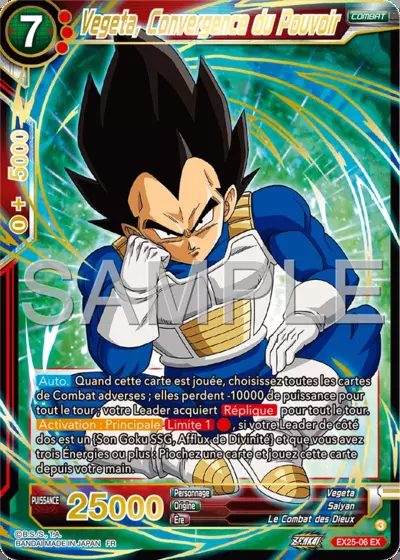 7
Vegeta, Convergence du Pouvoir
COMBAT
0 + 5000
SAMPLE
Auto. Quand cette carte est jouée, choisissez toutes les cartes
de Combat adverses ; elles perdent -10000 de puissance pour
tout le tour ; votre Leader acquiert Réplique pour tout le tour.
Activation : Principale Limite 1 , si votre Leader de côté
dos est un {Son Goku SSG, Afflux de Divinité} et que vous avez
trois Énergies ou plus : Piochez une carte et jouez cette carte
depuis votre main.
PUISSANCE 25000
Personnage Vegeta
Origine Saiyan
Ère Le Combat des Dieux
3
©B.S./S., T.A.
BANDAI MADE IN JAPAN FR
ZENKAI
EX25-06 EX